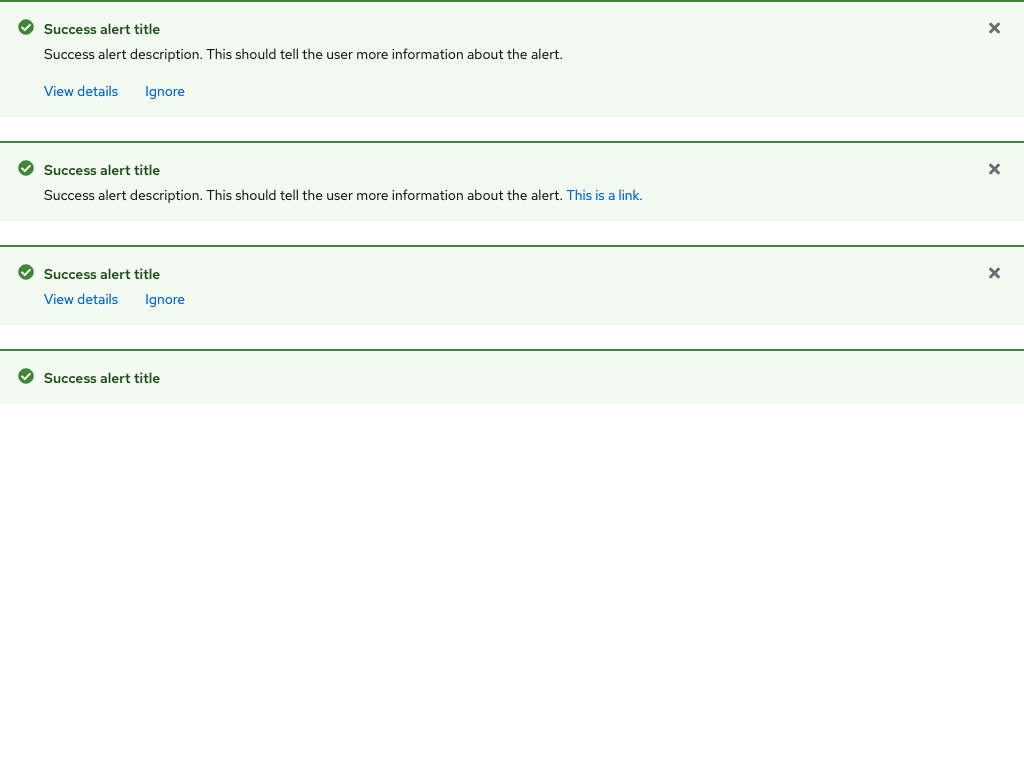 Success alert title
Success alert description. This should tell the user more information about the alert.
View details Ignore
Success alert title
Success alert description. This should tell the user more information about the alert. This is a link.
Success alert title
View details Ignore
Success alert title